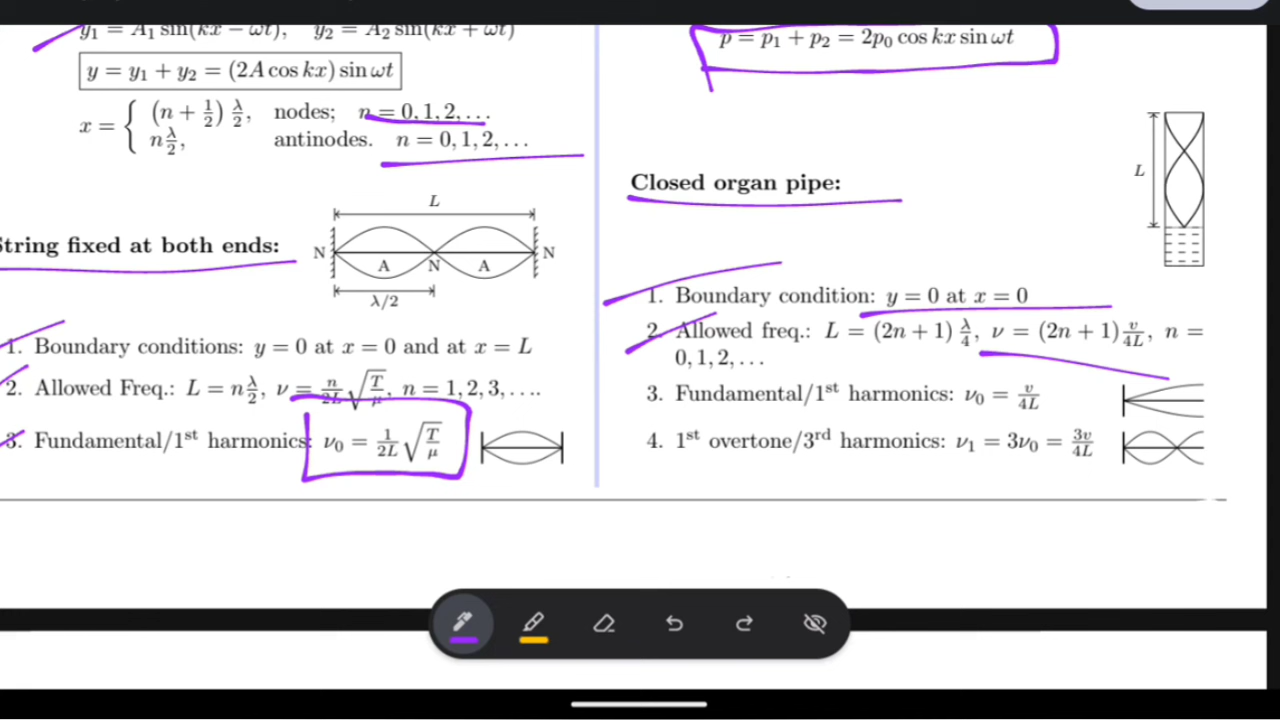 y₁ = A₁ sin(kx − ωt), y₂ = A₂ sin(kx + ωt)
y = y₁ + y₂ = (2A cos kx) sin ωt
x = { (n + 1/2) λ/2, nodes; n = 0, 1, 2, . . .
n λ/2, antinodes. n = 0, 1, 2, . . .
L
String fixed at both ends:
N A N A N
λ/2
1. Boundary conditions: y = 0 at x = 0 and at x = L
2. Allowed Freq.: L = n λ/2, ν = n/2L √(T/μ), n = 1, 2, 3, . . . .
3. Fundamental/1st harmonics: ν₀ = 1/2L √(T/μ)
p = p₁ + p₂ = 2p₀ cos kx sin ωt
L
Closed organ pipe:
1. Boundary condition: y = 0 at x = 0
2. Allowed freq.: L = (2n + 1) λ/4, ν = (2n + 1) v/4L, n =
0, 1, 2, . . .
3. Fundamental/1st harmonics: ν₀ = v/4L
4. 1st overtone/3rd harmonics: ν₁ = 3ν₀ = 3v/4L